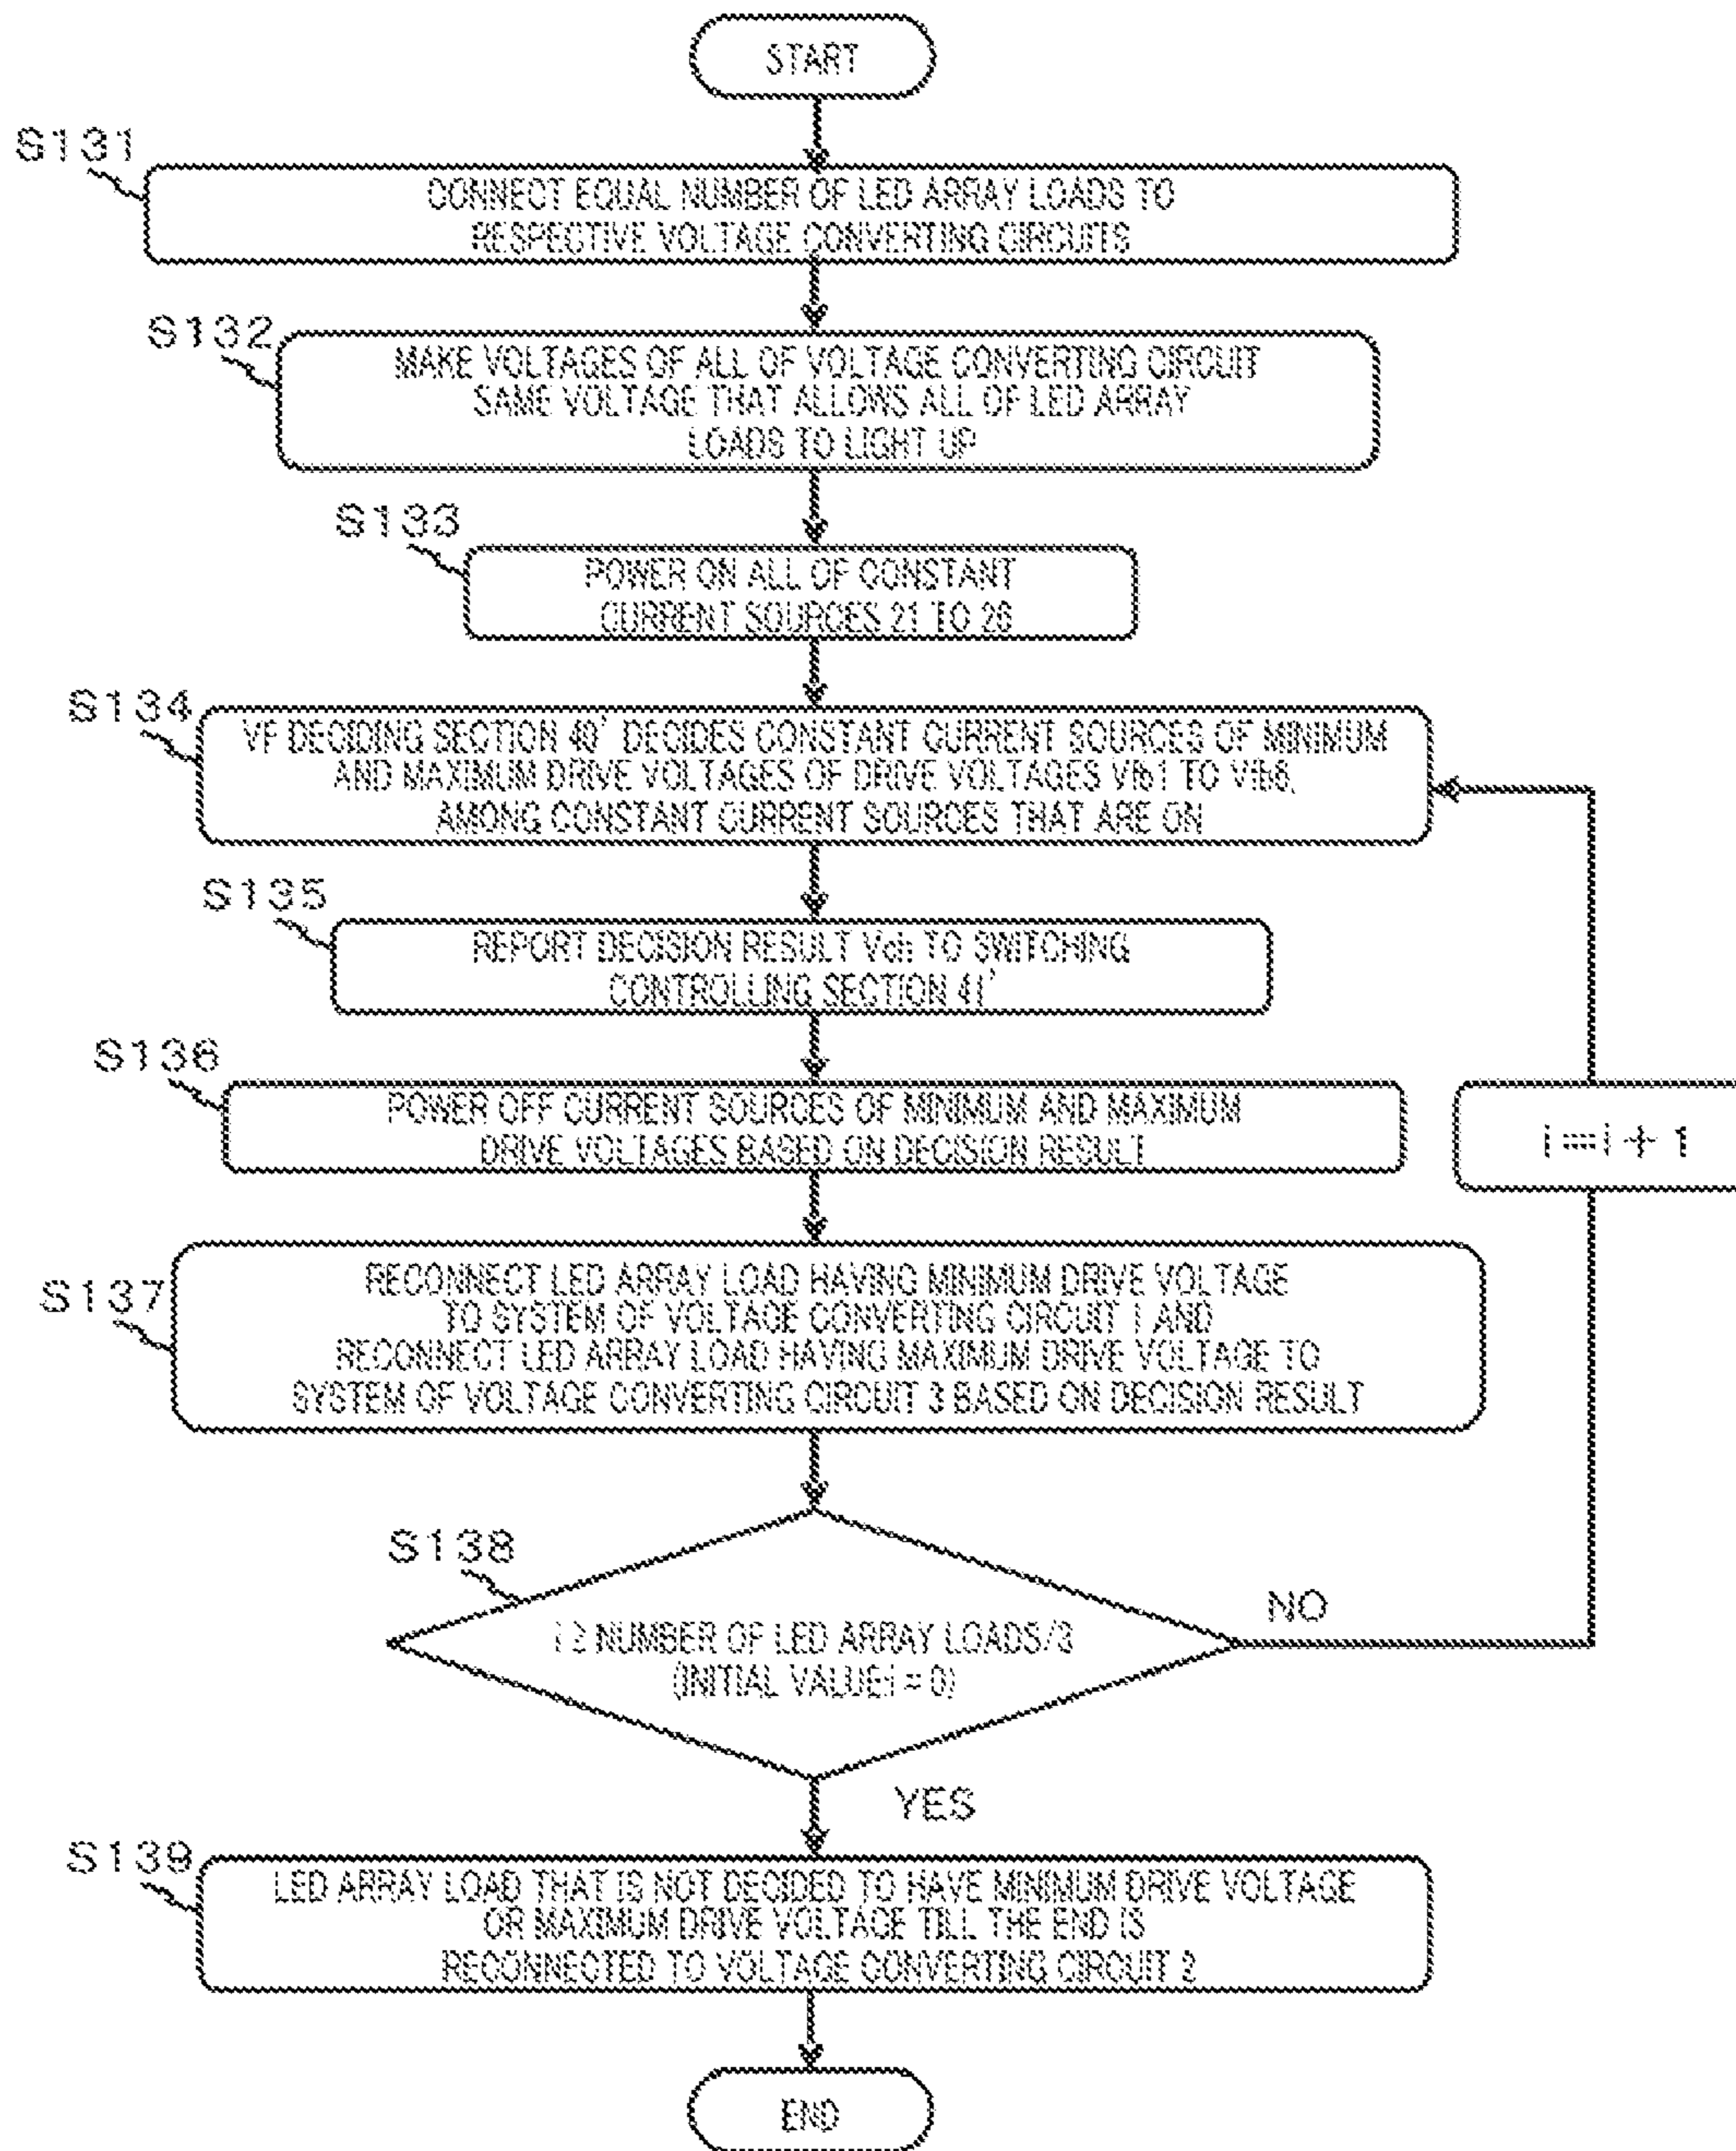 START
S131
CONNECT EQUAL NUMBER OF LED ARRAY LOADS TO
RESPECTIVE VOLTAGE CONVERTING CIRCUITS
S132
MAKE VOLTAGES OF ALL OF VOLTAGE CONVERTING CIRCUIT
SAME VOLTAGE THAT ALLOWS ALL OF LED ARRAY
LOADS TO LIGHT UP
S133
POWER ON ALL OF CONSTANT
CURRENT SOURCES 21 TO 26
S134
VF DECIDING SECTION 40' DECIDES CONSTANT CURRENT SOURCES OF MINIMUM
AND MAXIMUM DRIVE VOLTAGES OF DRIVE VOLTAGES Vfb1 TO Vfb6,
AMONG CONSTANT CURRENT SOURCES THAT ARE ON
S135
REPORT DECISION RESULT Vch TO SWITCHING
CONTROLLING SECTION 41'
S136
POWER OFF CURRENT SOURCES OF MINIMUM AND MAXIMUM
DRIVE VOLTAGES BASED ON DECISION RESULT
i=i+1
S137
RECONNECT LED ARRAY LOAD HAVING MINIMUM DRIVE VOLTAGE
TO SYSTEM OF VOLTAGE CONVERTING CIRCUIT 1 AND
RECONNECT LED ARRAY LOAD HAVING MAXIMUM DRIVE VOLTAGE TO
SYSTEM OF VOLTAGE CONVERTING CIRCUIT 3 BASED ON DECISION RESULT
S138
i ≥ NUMBER OF LED ARRAY LOADS/3
(INITIAL VALUE:i = 0)
NO
YES
S139
LED ARRAY LOAD THAT IS NOT DECIDED TO HAVE MINIMUM DRIVE VOLTAGE
OR MAXIMUM DRIVE VOLTAGE TILL THE END IS
RECONNECTED TO VOLTAGE CONVERTING CIRCUIT 2
END